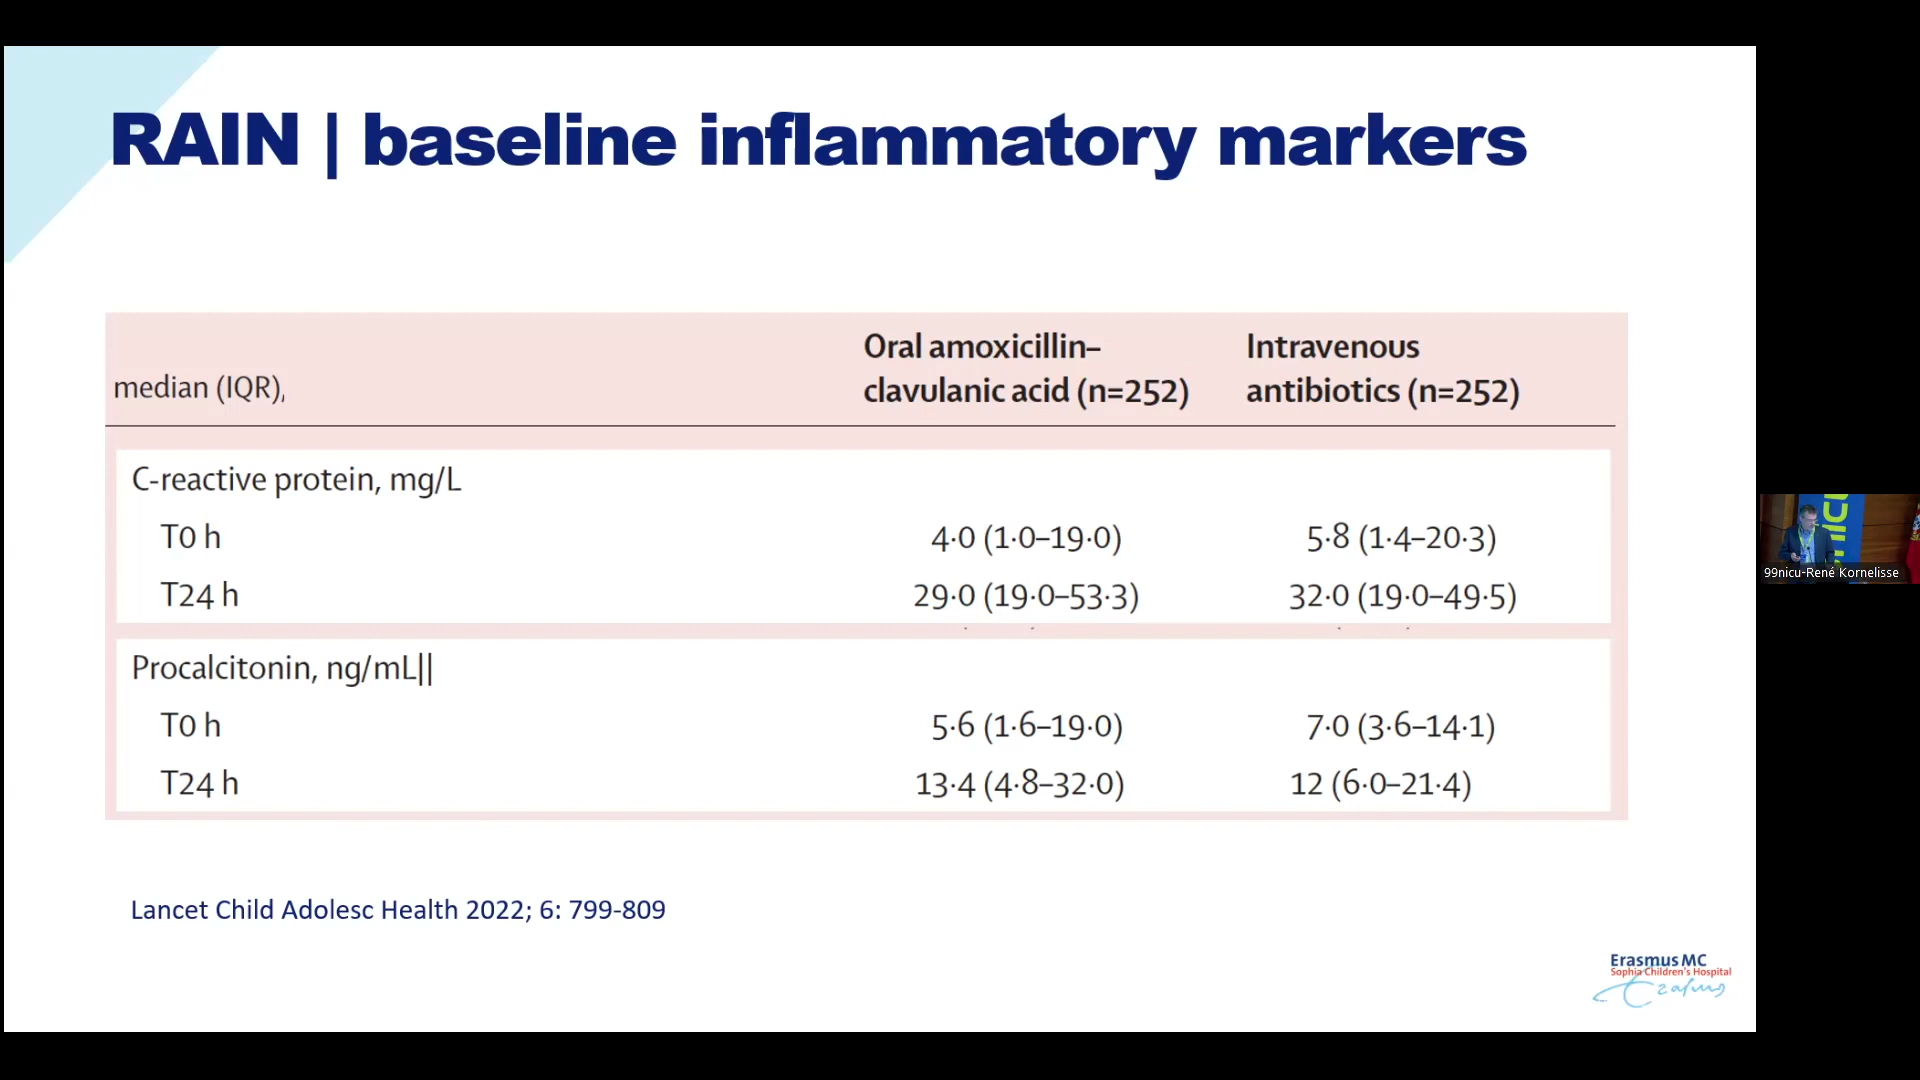 RAIN | baseline inflammatory markers
median (IQR),
Oral amoxicillin–
clavulanic acid (n=252)
Intravenous
antibiotics (n=252)
C-reactive protein, mg/L
T0 h 4·0 (1·0–19·0) 5·8 (1·4–20·3)
T24 h 29·0 (19·0–53·3) 32·0 (19·0–49·5)
Procalcitonin, ng/mL||
T0 h 5·6 (1·6–19·0) 7·0 (3·6–14·1)
T24 h 13·4 (4·8–32·0) 12 (6·0–21·4)
Lancet Child Adolesc Health 2022; 6: 799-809
Erasmus MC
Sophia Children's Hospital
Erasmus
99nicu-René Kornelisse